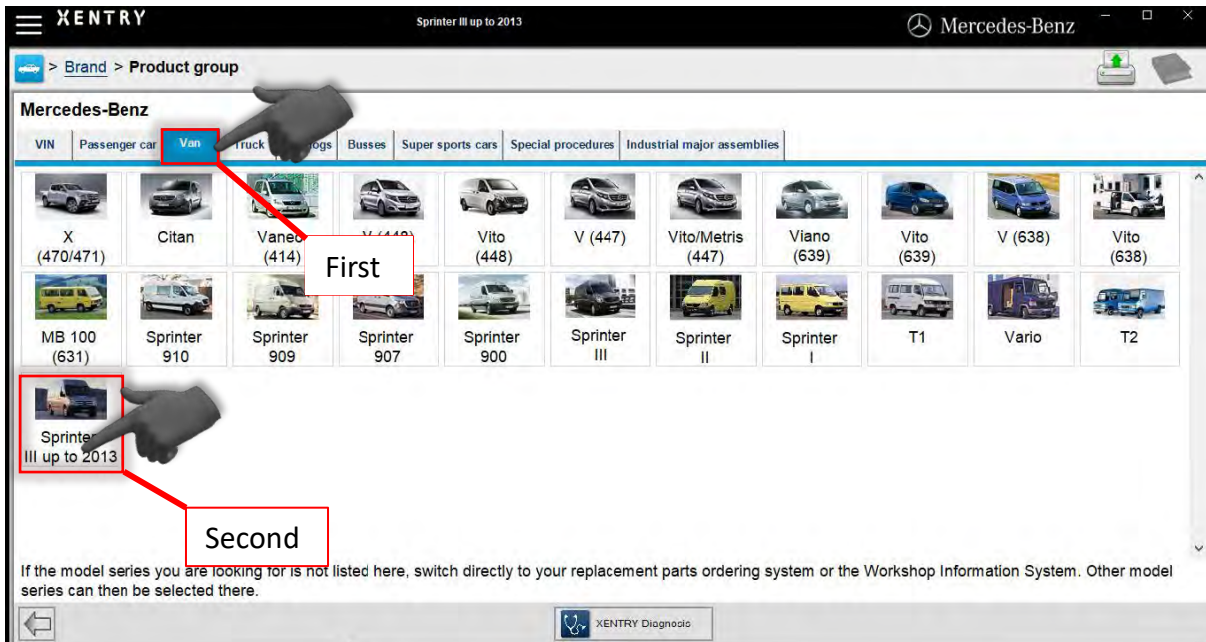 XENTRY
Sprinter III up to 2013
Mercedes-Benz
> Brand > Product group
Mercedes-Benz
VIN Passenger car Van Truck Busses Super sports cars Special procedures Industrial major assemblies
X
(470/471)
Citan
Vaneo
(414)
Vito
(448)
V (447)
Vito/Metris
(447)
Viano
(639)
Vito
(639)
V (638)
Vito
(638)
First
MB 100
(631)
Sprinter
910
Sprinter
909
Sprinter
907
Sprinter
900
Sprinter
III
Sprinter
II
Sprinter
I
T1
Vario
T2
Sprinter
III up to 2013
Second
If the model series you are looking for is not listed here, switch directly to your replacement parts ordering system or the Workshop Information System. Other model
series can then be selected there.
XENTRY Diagnosis